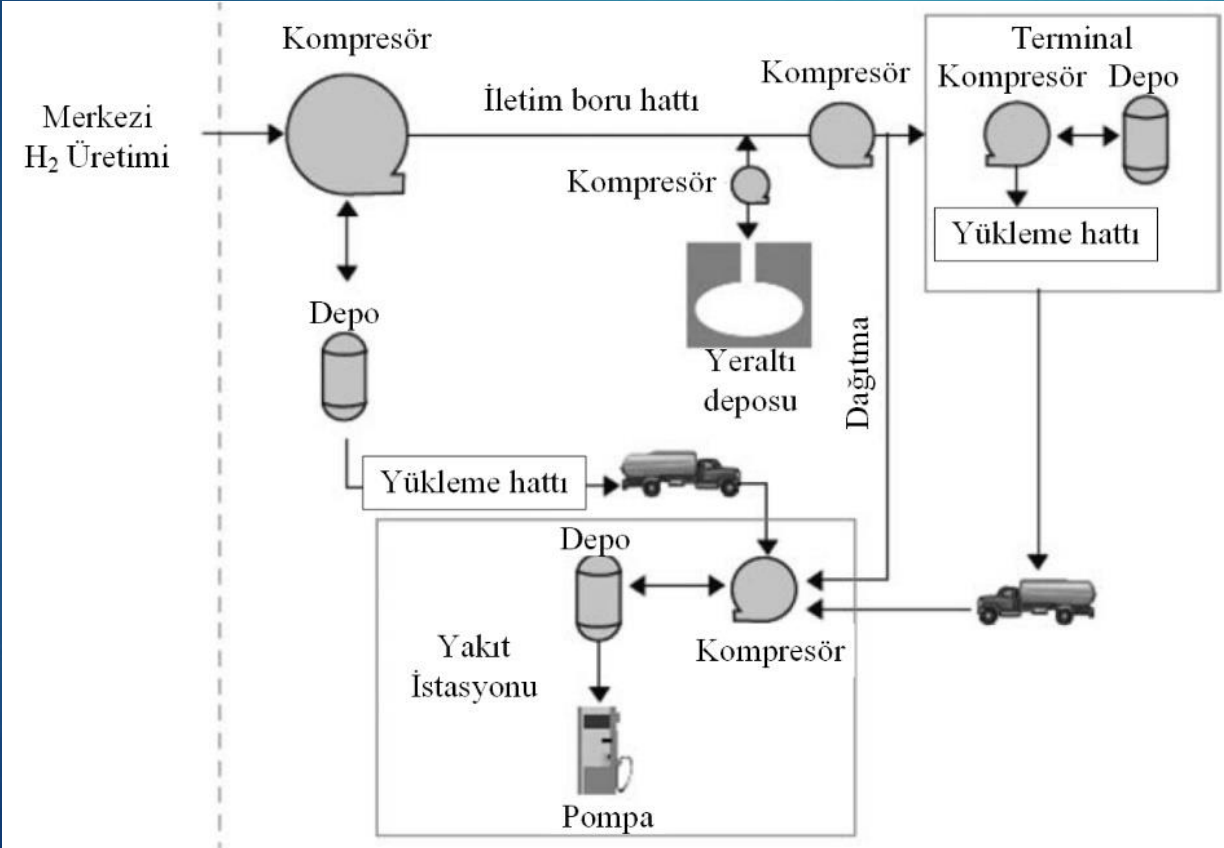 Kompresör
Merkezi
H₂ Üretimi
İletim boru hattı
Kompresör
Terminal
Kompresör
Depo
Yükleme hattı
Kompresör
Yeraltı
deposu
Dağıtma
Depo
Yükleme hattı
Depo
Kompresör
Yakıt
İstasyonu
Pompa